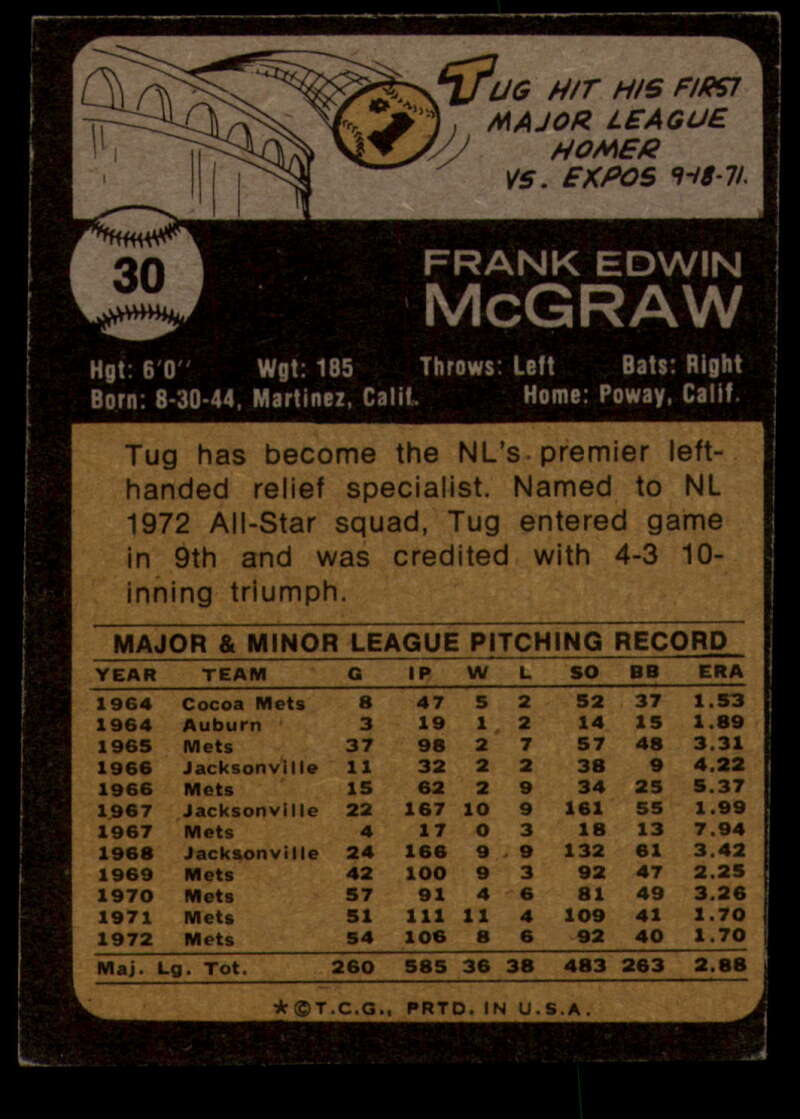 TUG HIT HIS FIRST
MAJOR LEAGUE
HOMER
VS. EXPOS 9-18-71.
1
30
FRANK EDWIN
McGRAW
Hgt: 6'0" Wgt: 185 Throws: Left Bats: Right
Born: 8-30-44, Martinez, Calif. Home: Poway, Calif.
Tug has become the NL's premier left-
handed relief specialist. Named to NL
1972 All-Star squad, Tug entered game
in 9th and was credited with 4-3 10-
inning triumph.
MAJOR & MINOR LEAGUE PITCHING RECORD
YEAR TEAM G IP W L SO BB ERA
1964 Cocoa Mets 8 47 5 2 52 37 1.53
1964 Auburn 3 19 1 2 14 15 1.89
1965 Mets 37 98 2 7 57 48 3.31
1966 Jacksonville 11 32 2 2 38 9 4.22
1966 Mets 15 62 2 9 34 25 5.37
1967 Jacksonville 22 167 10 9 161 55 1.99
1967 Mets 4 17 0 3 18 13 7.94
1968 Jacksonville 24 166 9 9 132 61 3.42
1969 Mets 42 100 9 3 92 47 2.25
1970 Mets 57 91 4 6 81 49 3.26
1971 Mets 51 111 11 4 109 41 1.70
1972 Mets 54 106 8 6 92 40 1.70
Maj. Lg. Tot. 260 585 36 38 483 263 2.88
*©T.C.G., PRTD. IN U.S.A.